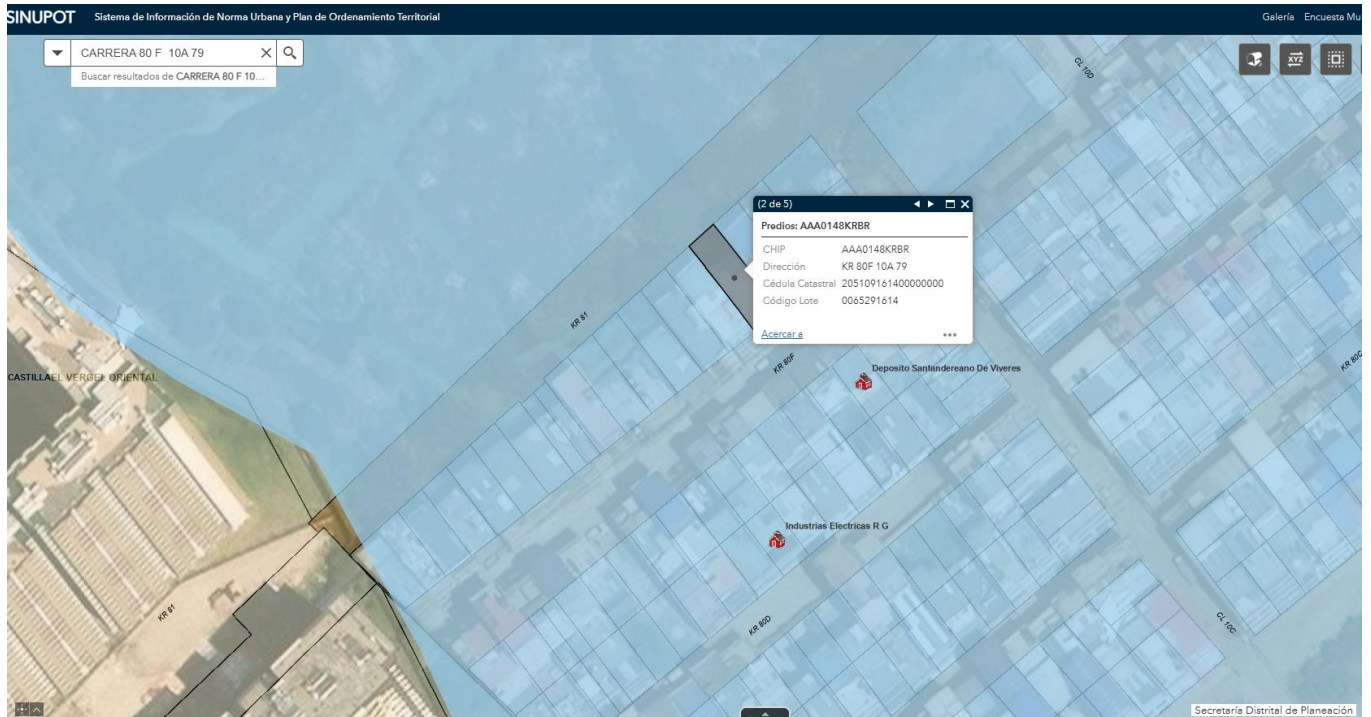 SINUPOT Sistema de Información de Norma Urbana y Plan de Ordenamiento Territorial
Galería Encuesta Mu
CARRERA 80 F 10A 79
Buscar resultados de CARRERA 80 F 10...
XYZ
CL 10D
(2 de 5)
Predios: AAA0148KRBR
CHIP AAA0148KRBR
Dirección KR 80F 10A 79
Cédula Catastral 205109161400000000
Código Lote 0065291614
Acercar a
KR 81
KR 80F
KR 80G
Deposito Santandereano De Viveres
CASTILLA EL VERGEL ORIENTAL
Industrias Electricas R G
KR 81
KR 80D
CL 10C
Secretaría Distrital de Planeación